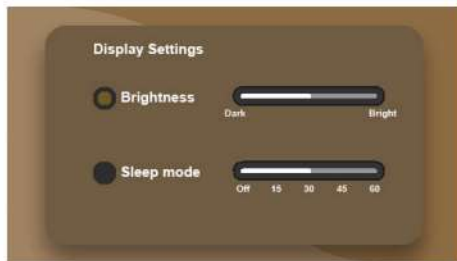 Display Settings
Brightness
Dark Bright
Sleep mode
Off 15 30 45 60